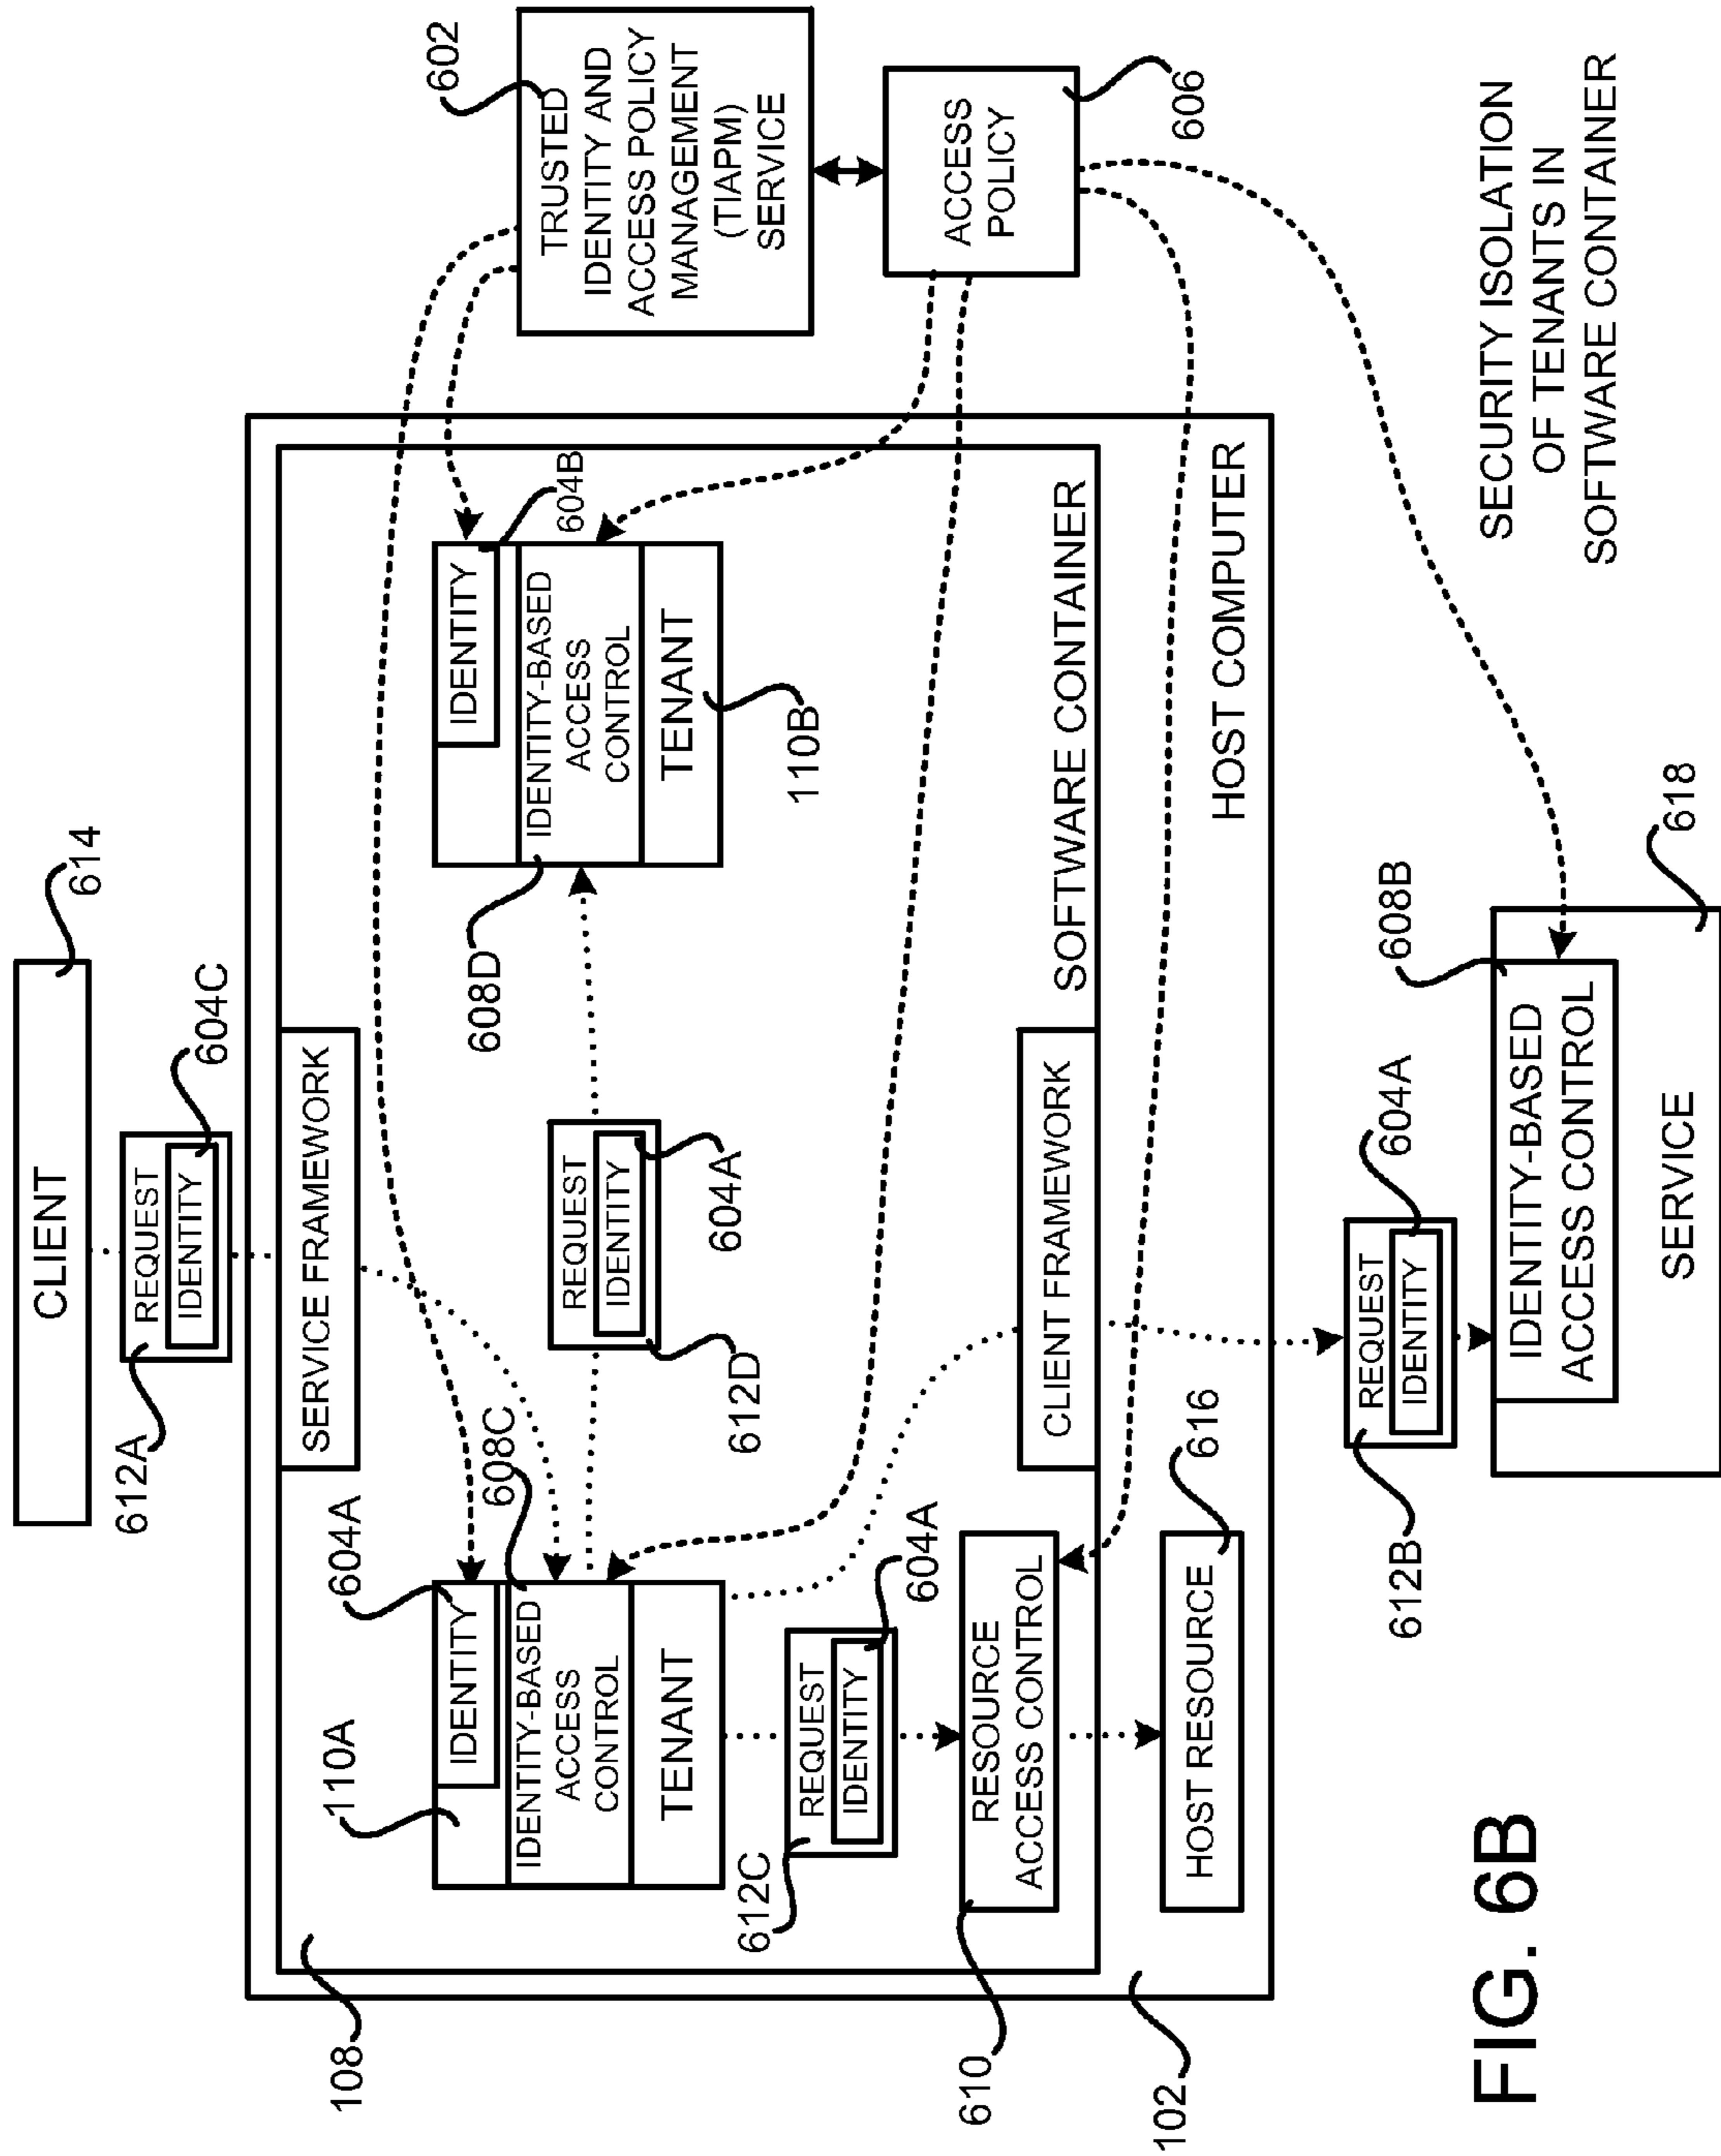 CLIENT
614
612A
REQUEST
IDENTITY
604C
602
TRUSTED
IDENTITY AND
ACCESS POLICY
MANAGEMENT
(TIAPM)
SERVICE
ACCESS
POLICY
606
108
SERVICE FRAMEWORK
110A
604A
IDENTITY
608C
IDENTITY-BASED
ACCESS
CONTROL
TENANT
REQUEST
IDENTITY
612D
604A
IDENTITY
604B
IDENTITY-BASED
ACCESS
CONTROL
608D
TENANT
110B
612C
REQUEST
IDENTITY
604A
610
RESOURCE
ACCESS CONTROL
CLIENT FRAMEWORK
SOFTWARE CONTAINER
102
HOST RESOURCE
616
HOST COMPUTER
612B
REQUEST
IDENTITY
604A
608B
IDENTITY-BASED
ACCESS CONTROL
SERVICE
618
SECURITY ISOLATION
OF TENANTS IN
SOFTWARE CONTAINER
FIG. 6B